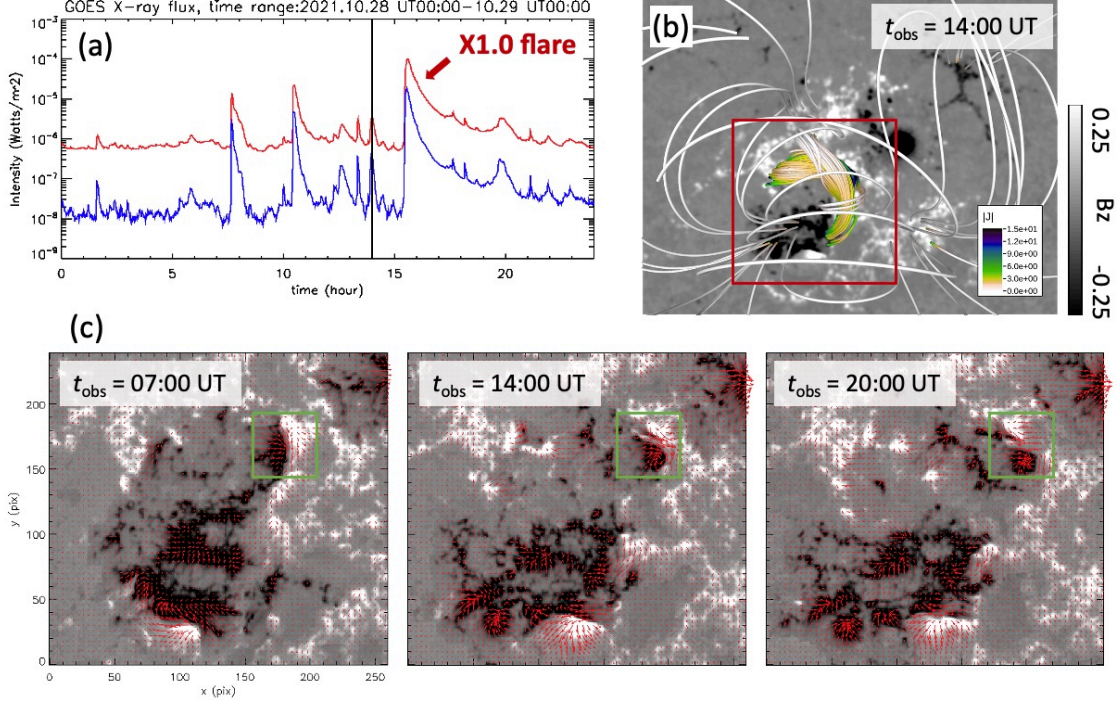 GOES X-ray flux, time range:2021.10.28 UT00:00-10.29 UT00:00
(a)
X1.0 flare
10⁻³
10⁻⁴
10⁻⁵
10⁻⁶
10⁻⁷
10⁻⁸
10⁻⁹
Intensity (Watts/m2)
0 5 10 15 20
time (hour)
(b)
t_obs = 14:00 UT
|J|
1.5e+01
1.2e+01
9.0e+00
6.0e+00
3.0e+00
0.0e+00
0.25
Bz
-0.25
(c)
t_obs = 07:00 UT
t_obs = 14:00 UT
t_obs = 20:00 UT
200
150
100
50
0
y (pix)
0 50 100 150 200 250
x (pix)